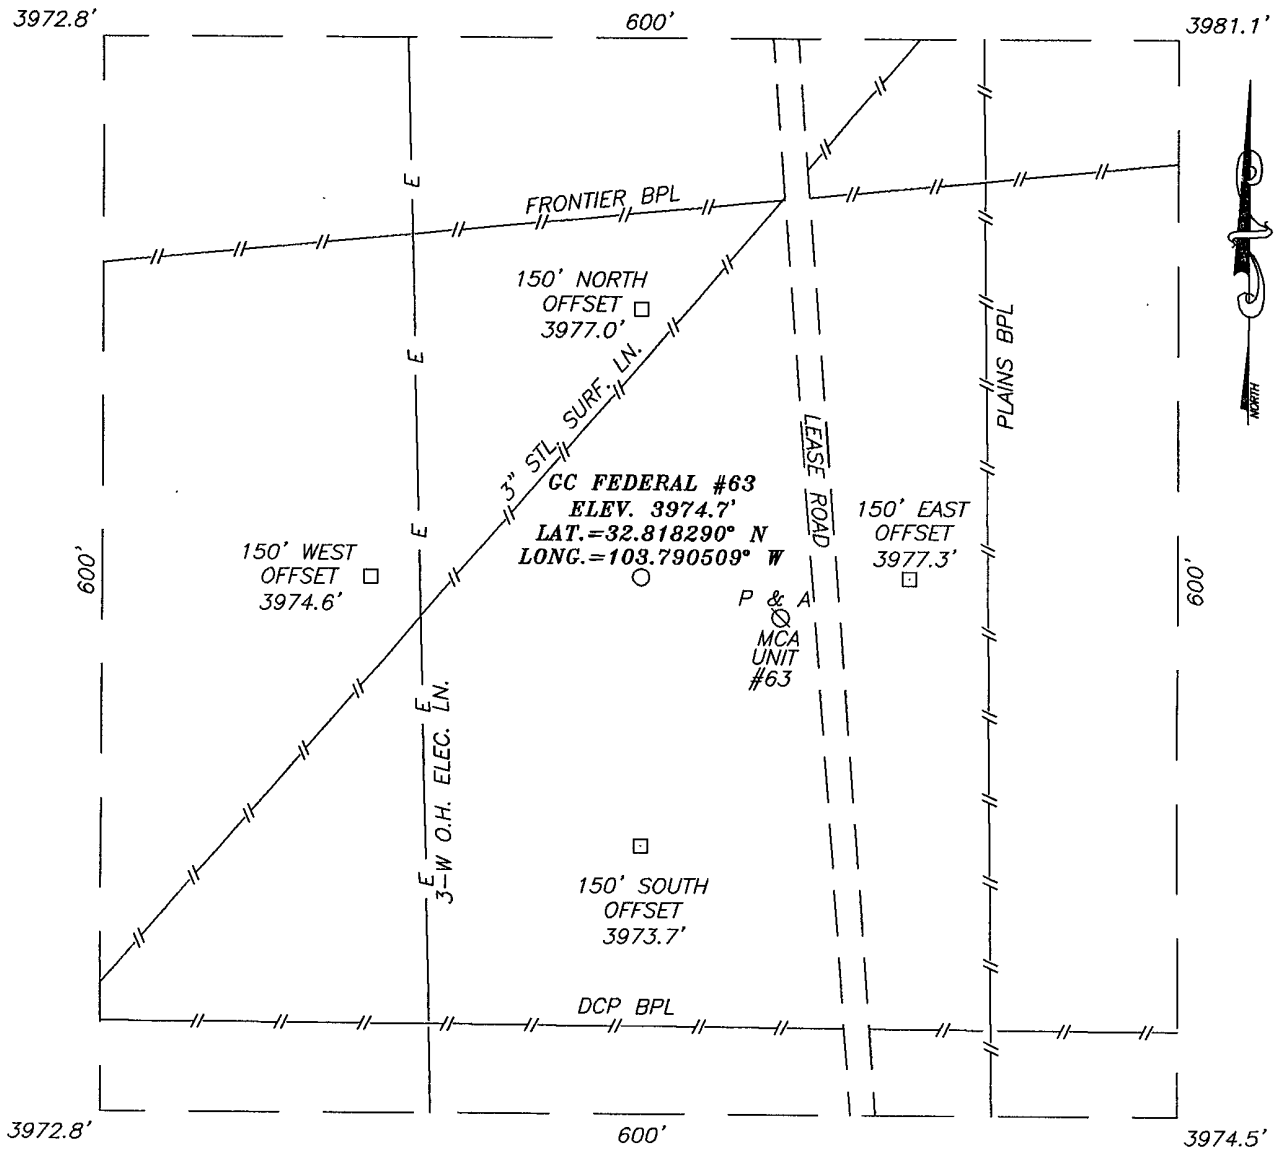 3972.8'
600'
3981.1'
E
FRONTIER BPL
150' NORTH
OFFSET
3977.0'
NORTH
E
PLAINS BPL
3" STL. SURF. LN.
LEASE ROAD
GC FEDERAL #63
ELEV. 3974.7'
LAT.=32.818290° N
LONG.=103.790509° W
150' EAST
OFFSET
3977.3'
E
150' WEST
OFFSET
3974.6'
600'
600'
P & A
MCA
UNIT
#63
E
3-W O.H. ELEC. LN.
E
150' SOUTH
OFFSET
3973.7'
DCP BPL
3972.8'
600'
3974.5'